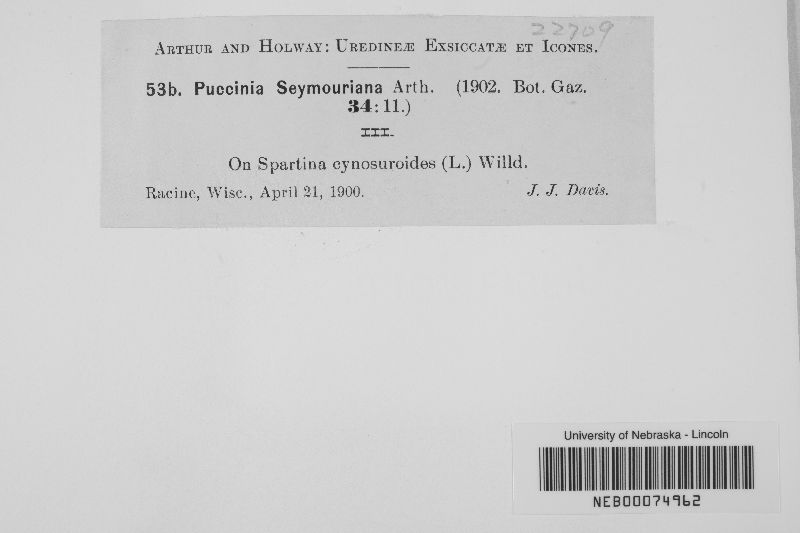 22709
ARTHUR AND HOLWAY: UREDINEÆ EXSICCATÆ ET ICONES.
53b. Puccinia Seymouriana Arth. (1902. Bot. Gaz.
34: 11.)
III.
On Spartina cynosuroides (L.) Willd.
Racine, Wisc., April 21, 1900. J. J. Davis.
University of Nebraska - Lincoln
NEB00074962